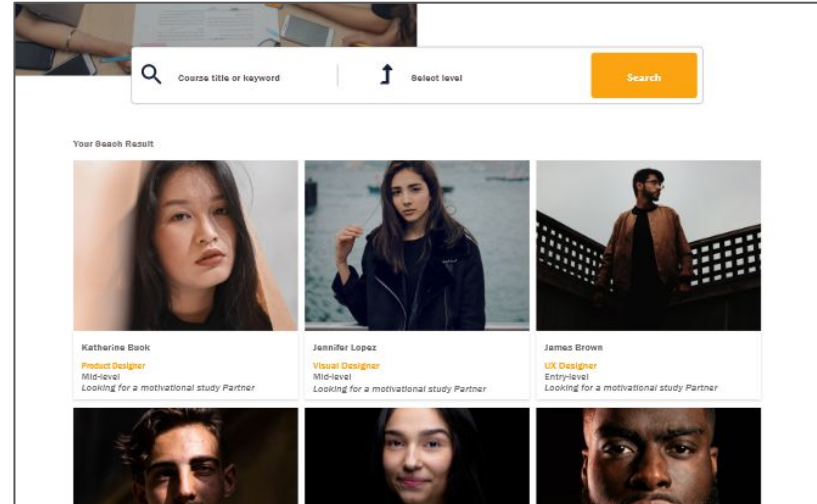 Course title or keyword
Select level
Search
Your Seach Result
Katherine Book
Product Designer
Mid-level
Looking for a motivational study Partner
Jennifer Lopez
Visual Designer
Mid-level
Looking for a motivational study Partner
James Brown
UX Designer
Entry-level
Looking for a motivational study Partner